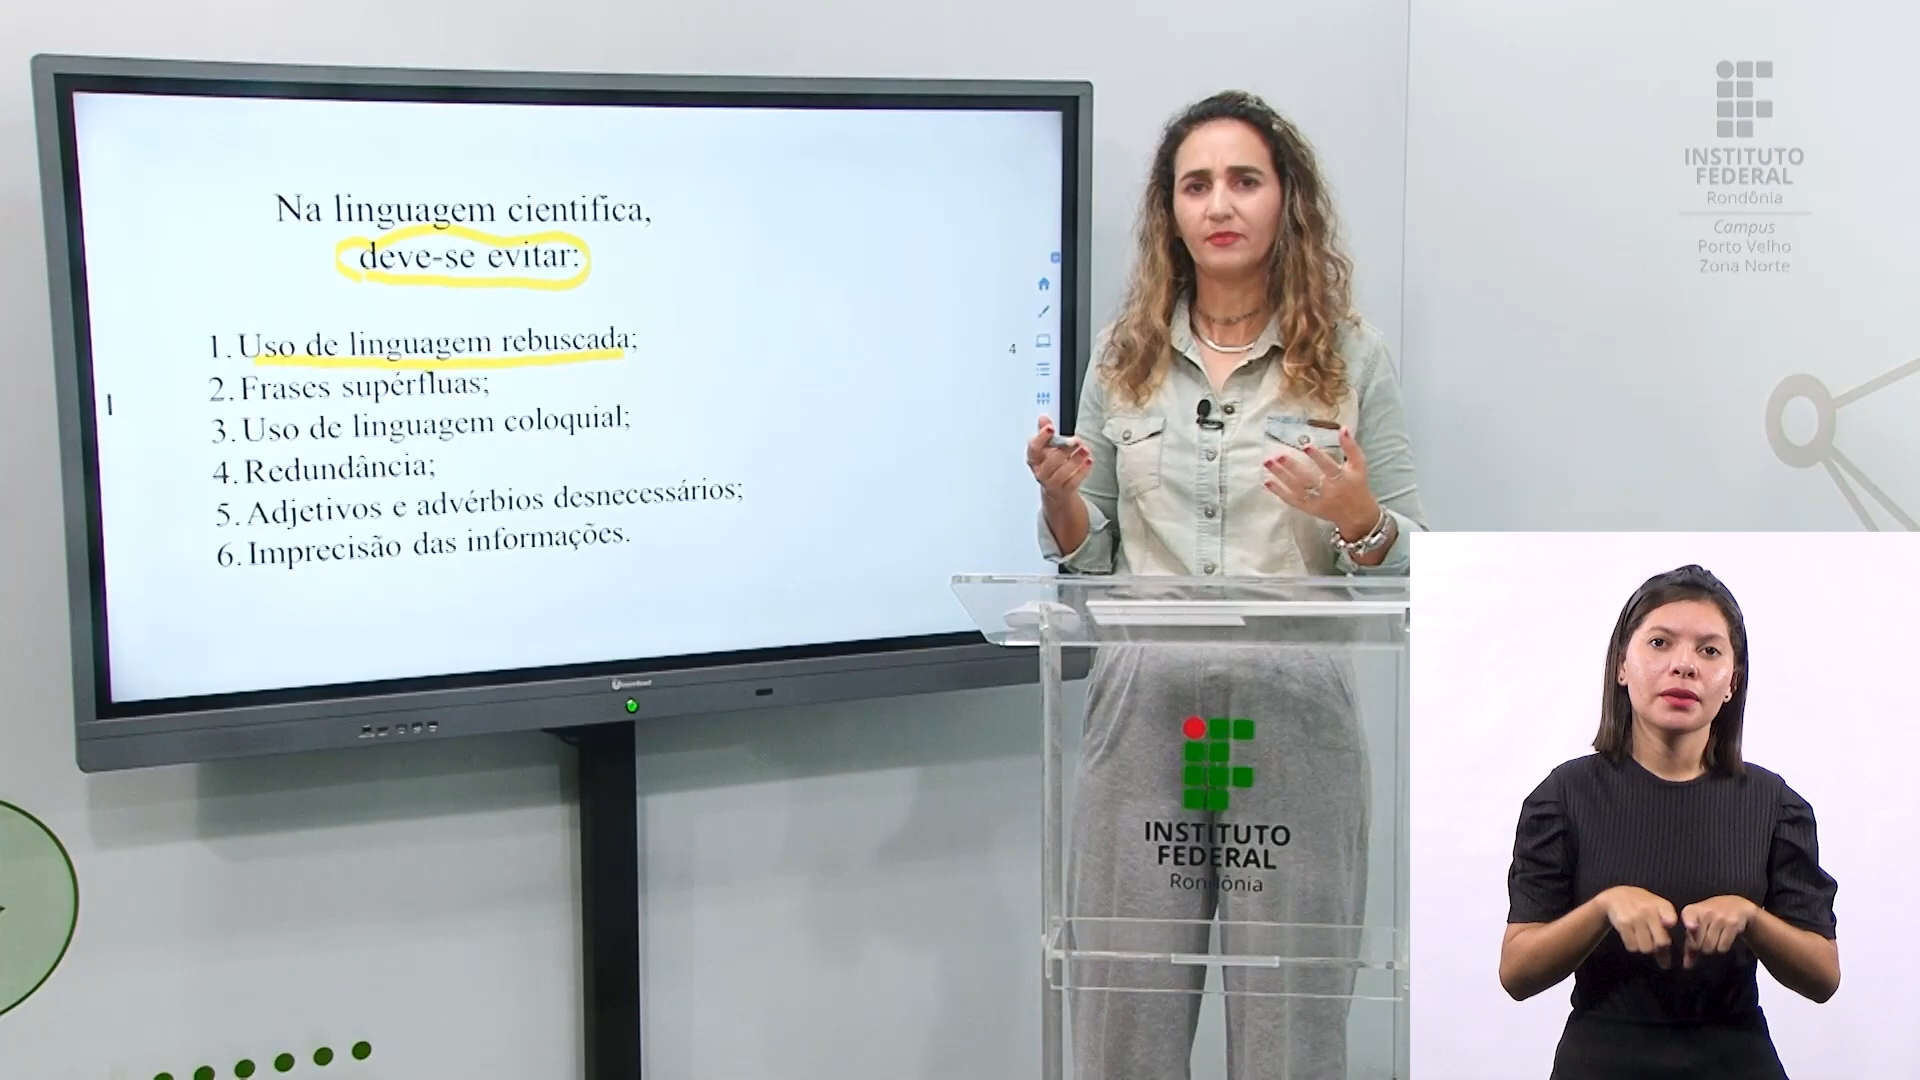 Na linguagem cientifica,
deve-se evitar:
1. Uso de linguagem rebuscada;
2. Frases supérfluas;
3. Uso de linguagem coloquial;
4. Redundância;
5. Adjetivos e advérbios desnecessários;
6. Imprecisão das informações.
4
INSTITUTO
FEDERAL
Rondônia
Campus
Porto Velho
Zona Norte
INSTITUTO
FEDERAL
Rondônia